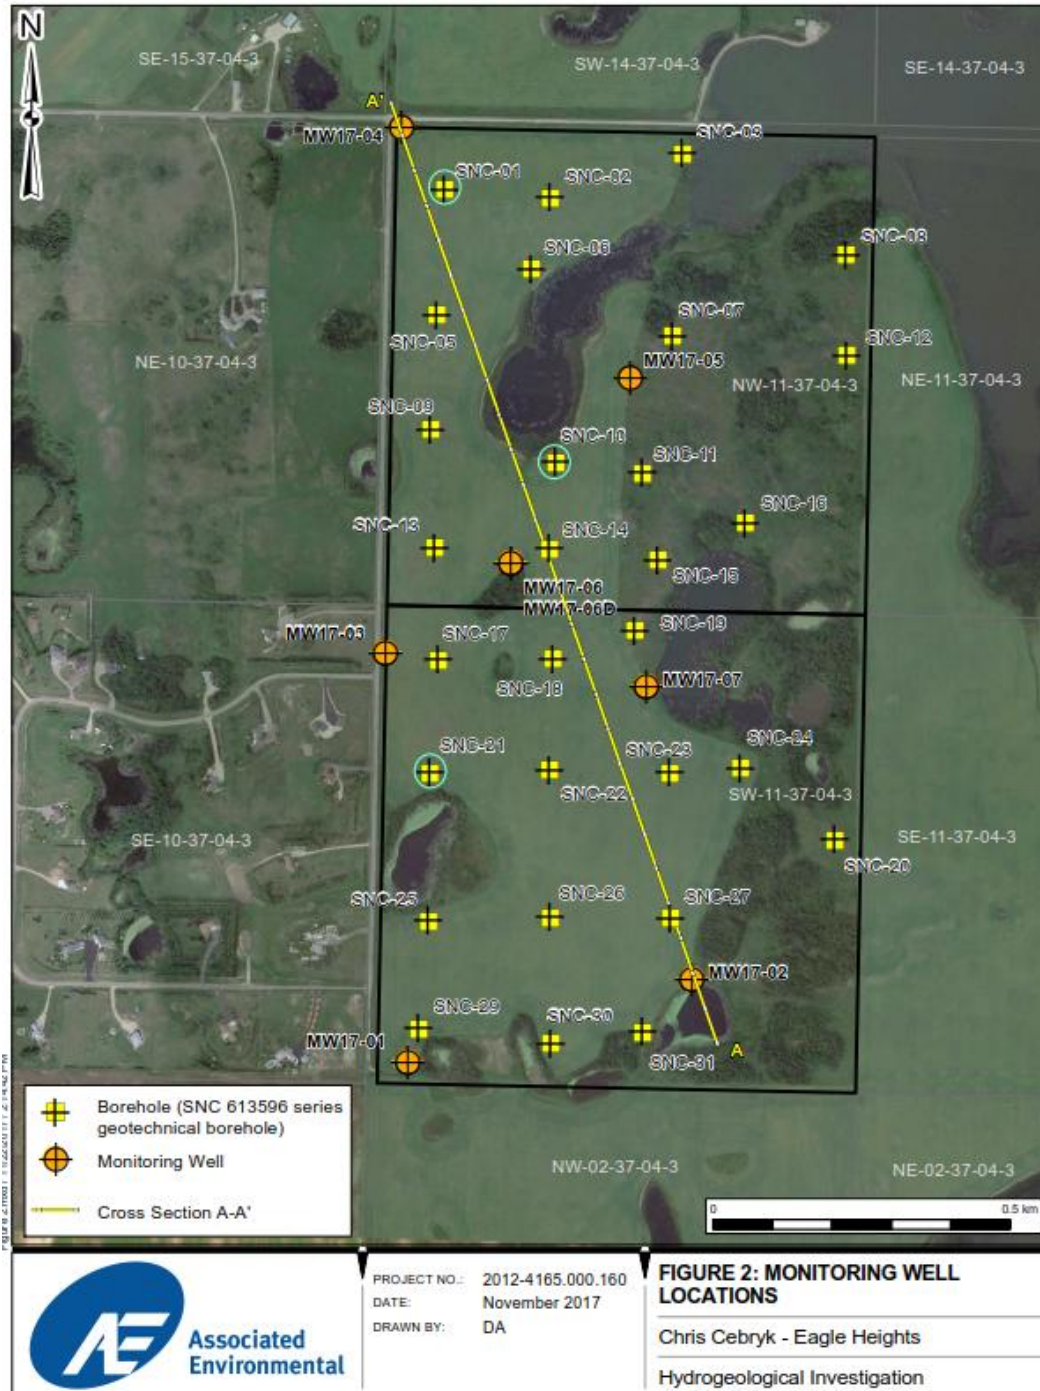 N
SE-15-37-04-3
SW-14-37-04-3
SE-14-37-04-3
A'
MW17-04
SNC-03
SNC-01
SNC-02
SNC-08
SNC-06
SNC-07
SNC-05
SNC-12
NE-10-37-04-3
MW17-05
NW-11-37-04-3
NE-11-37-04-3
SNC-09
SNC-10
SNC-11
SNC-16
SNC-13
SNC-14
SNC-15
MW17-06
MW17-06D
SNC-19
MW17-03
SNC-17
SNC-18
MW17-07
SNC-21
SNC-23
SNC-24
SNC-22
SW-11-37-04-3
SE-10-37-04-3
SE-11-37-04-3
SNC-20
SNC-25
SNC-26
SNC-27
MW17-02
SNC-29
SNC-30
MW17-01
SNC-31
A
Borehole (SNC 613596 series
geotechnical borehole)
Monitoring Well
Cross Section A-A'
NW-02-37-04-3
NE-02-37-04-3
0
0.5 km
Associated
Environmental
PROJECT NO.: 2012-4165.000.160
DATE: November 2017
DRAWN BY: DA
FIGURE 2: MONITORING WELL
LOCATIONS
Chris Cebryk - Eagle Heights
Hydrogeological Investigation